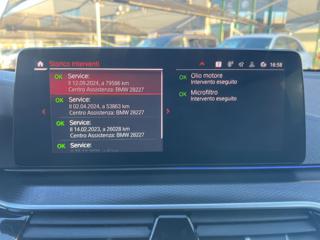 Storico interventi
16:58
OK Service:
Il 12.09.2024, a 79566 km
Centro Assistenza: BMW 28227
OK Service:
Il 02.04.2024, a 53863 km
Centro Assistenza: BMW 28227
OK Service:
Il 14.02.2023, a 26028 km
Centro Assistenza: BMW 28227
OK Service:
OK Olio motore
Intervento eseguito
OK Microfiltro
Intervento eseguito